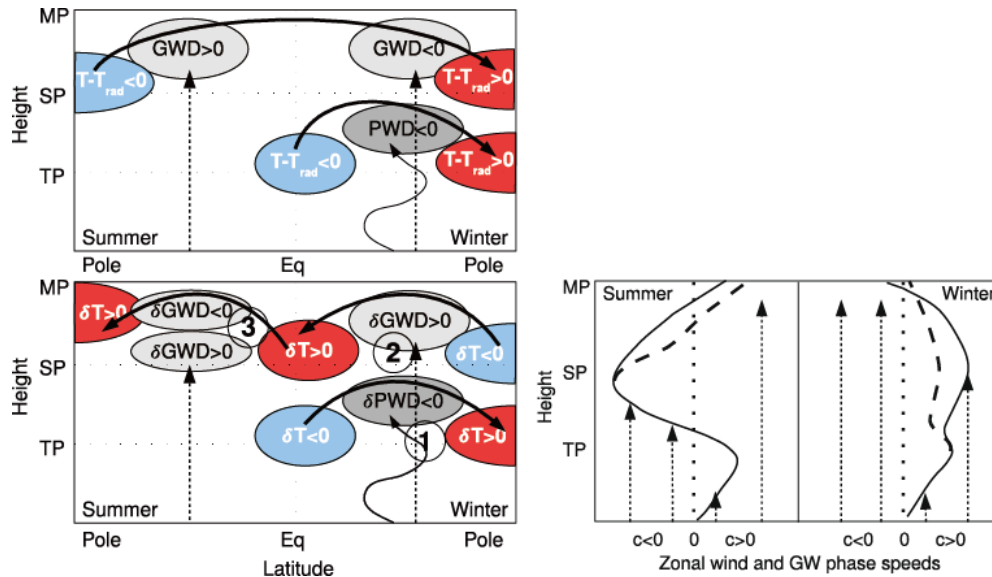 MP
GWD>0
GWD<0
T-Trad<0
T-Trad>0
SP
Height
PWD<0
T-Trad<0
T-Trad>0
TP
Summer
Winter
Pole
Eq
Pole
MP
δGWD<0
δGWD>0
δT>0
3
δGWD>0
δT>0
2
δT<0
SP
Height
δPWD<0
δT<0
1
δT>0
TP
Summer
Winter
Pole
Eq
Pole
Latitude
MP
Summer
Winter
SP
Height
TP
c<0
0
c>0
c<0
0
c>0
Zonal wind and GW phase speeds